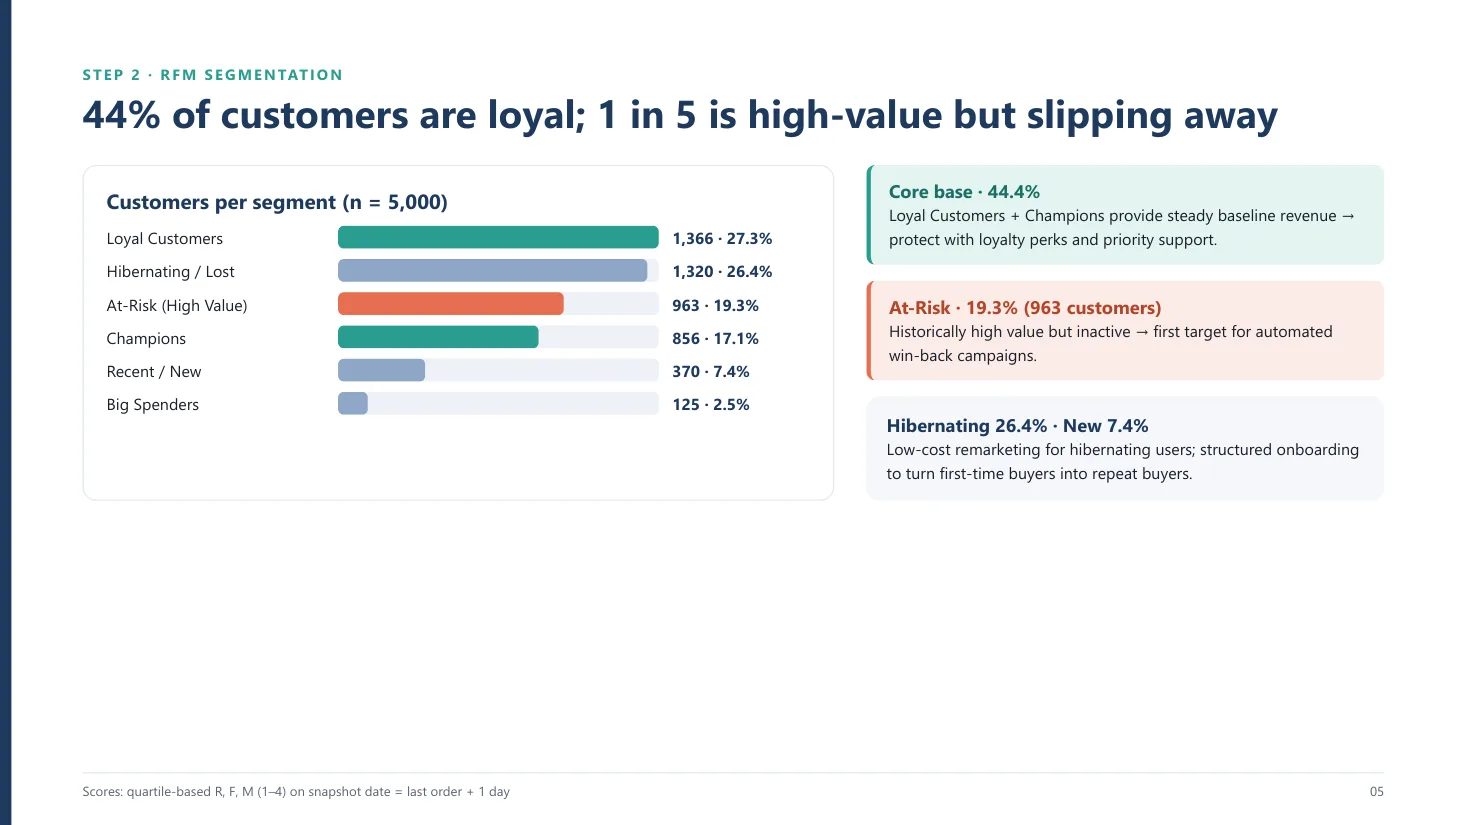 STEP 2 · RFM SEGMENTATION
44% of customers are loyal; 1 in 5 is high-value but slipping away
Customers per segment (n = 5,000)
Loyal Customers 1,366 · 27.3%
Hibernating / Lost 1,320 · 26.4%
At-Risk (High Value) 963 · 19.3%
Champions 856 · 17.1%
Recent / New 370 · 7.4%
Big Spenders 125 · 2.5%
Core base · 44.4%
Loyal Customers + Champions provide steady baseline revenue →
protect with loyalty perks and priority support.
At-Risk · 19.3% (963 customers)
Historically high value but inactive → first target for automated
win-back campaigns.
Hibernating 26.4% · New 7.4%
Low-cost remarketing for hibernating users; structured onboarding
to turn first-time buyers into repeat buyers.
Scores: quartile-based R, F, M (1–4) on snapshot date = last order + 1 day
05